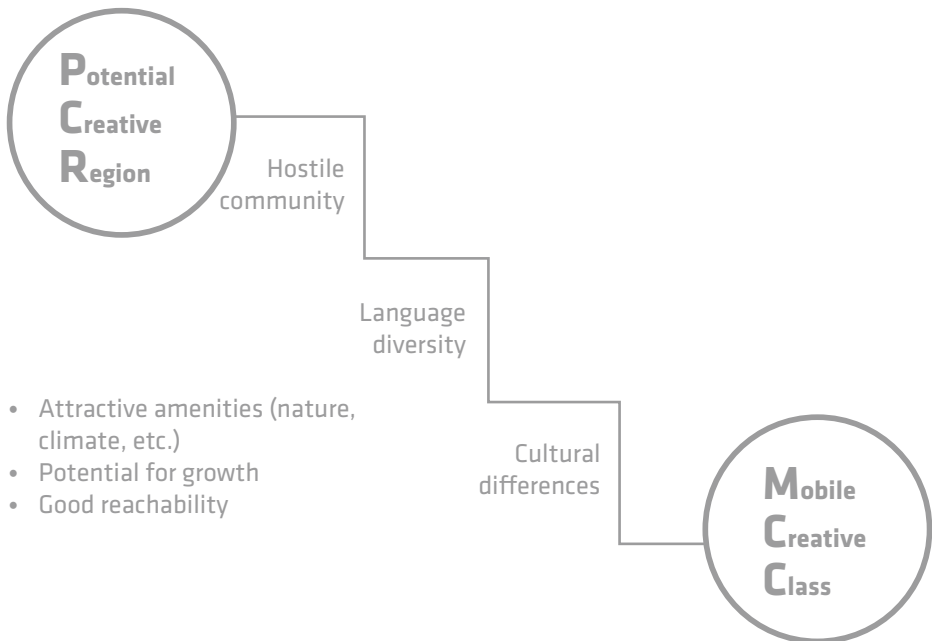 Potential
Creative
Region
Hostile
community
Language
diversity
• Attractive amenities (nature,
climate, etc.)
• Potential for growth
• Good reachability
Cultural
differences
Mobile
Creative
Class